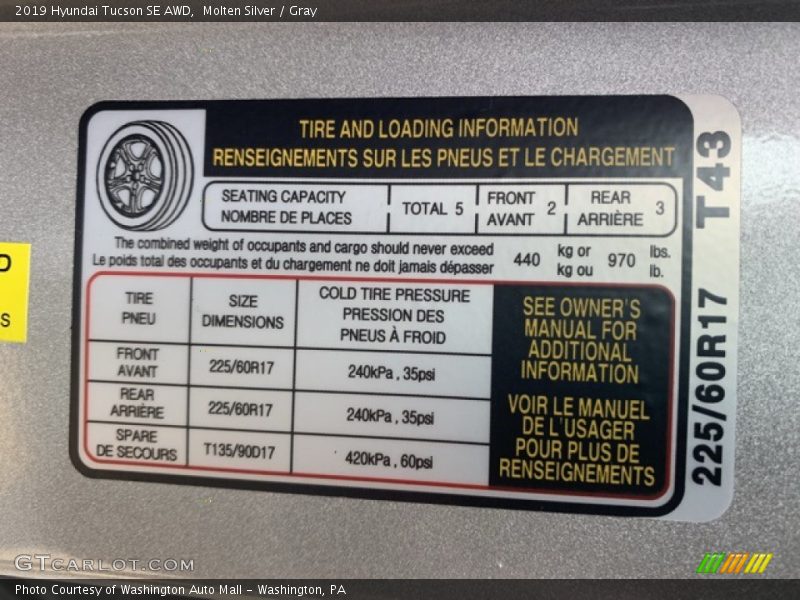 2019 Hyundai Tucson SE AWD,  Molten Silver / Gray
TIRE AND LOADING INFORMATION
RENSEIGNEMENTS SUR LES PNEUS ET LE CHARGEMENT
SEATING CAPACITY
NOMBRE DE PLACES
TOTAL 5
FRONT
AVANT
2
REAR
ARRIÈRE
3
The combined weight of occupants and cargo should never exceed
Le poids total des occupants et du chargement ne doit jamais dépasser
440
kg or
kg ou
970
lbs.
lb.
TIRE
PNEU
SIZE
DIMENSIONS
COLD TIRE PRESSURE
PRESSION DES
PNEUS À FROID
FRONT
AVANT
225/60R17
240kPa , 35psi
REAR
ARRIÈRE
225/60R17
240kPa , 35psi
SPARE
DE SECOURS
T135/90D17
420kPa , 60psi
SEE OWNER'S
MANUAL FOR
ADDITIONAL
INFORMATION
VOIR LE MANUEL
DE L'USAGER
POUR PLUS DE
RENSEIGNEMENTS
225/60R17 T43
D
S
GTCARLOT.COM
Photo Courtesy of Washington Auto Mall – Washington, PA